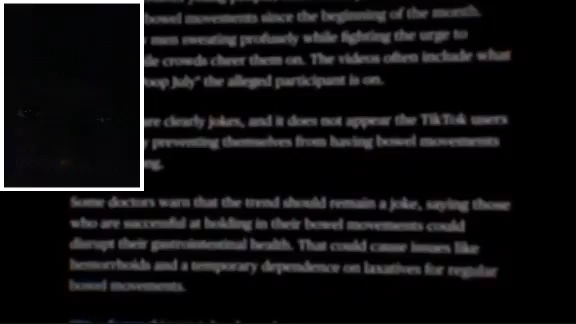 bowel movements since the beginning of the month.
men sweating profusely while fighting the urge to
crowds cheer them on. The videos often include what
July" the alleged participant is on.
are clearly jokes, and it does not appear the TikTok users
preventing themselves from having bowel movements
Some doctors warn that the trend should remain a joke, saying those
who are successful at holding in their bowel movements could
disrupt their gastrointestinal health. That could cause issues like
hemorrhoids and a temporary dependence on laxatives for regular
bowel movements.